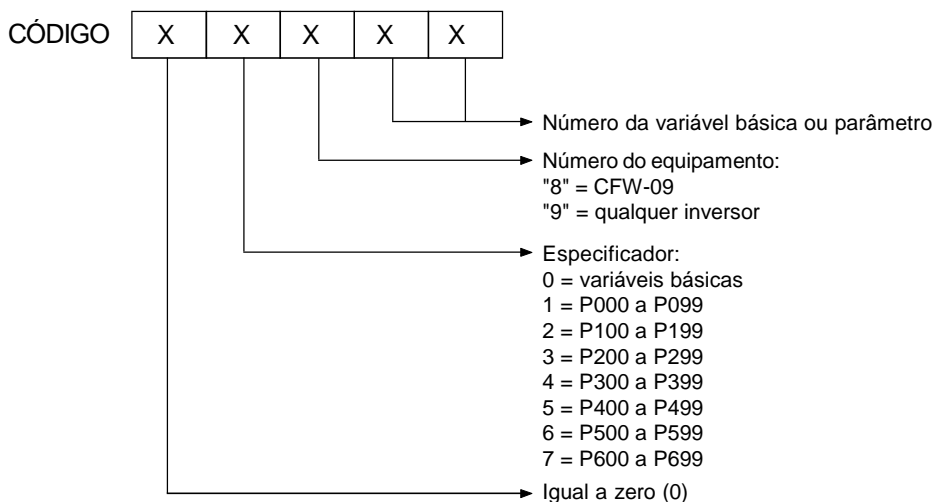 CÓDIGO X X X X X
Número da variável básica ou parâmetro
Número do equipamento:
"8" = CFW-09
"9" = qualquer inversor
Especificador:
0 = variáveis básicas
1 = P000 a P099
2 = P100 a P199
3 = P200 a P299
4 = P300 a P399
5 = P400 a P499
6 = P500 a P599
7 = P600 a P699
Igual a zero (0)